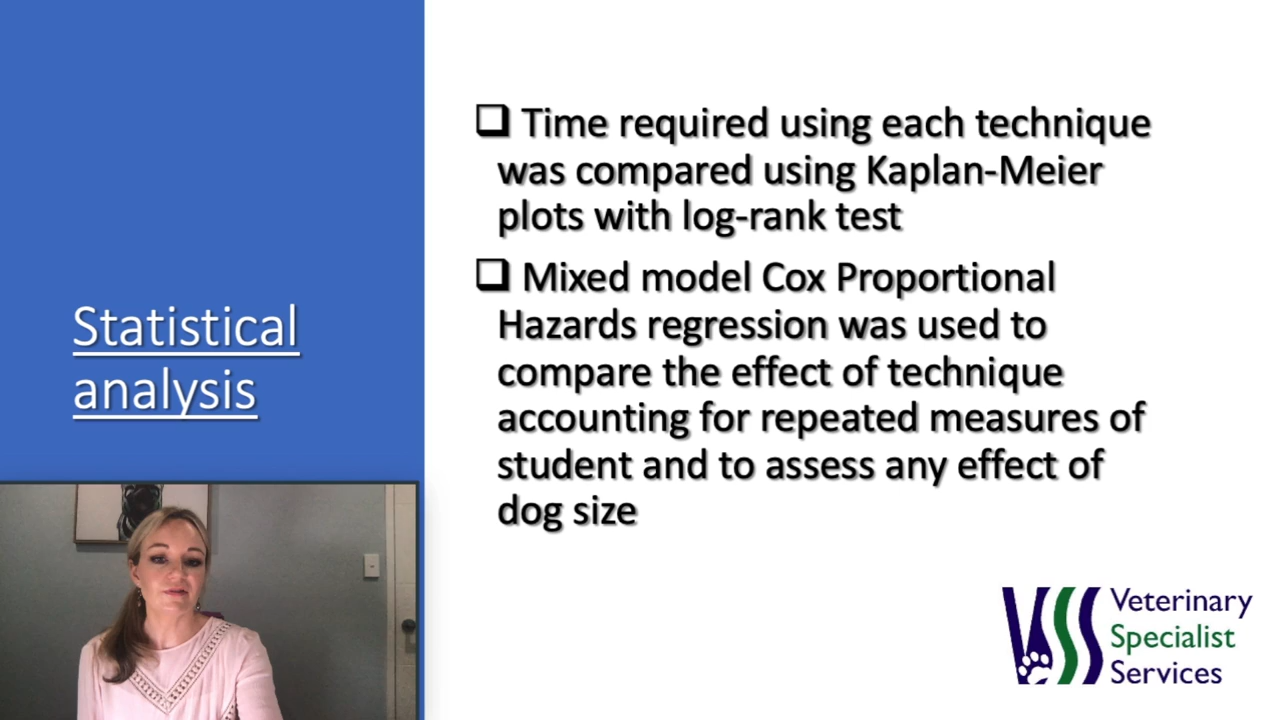 Statistical
analysis
❑ Time required using each technique
was compared using Kaplan-Meier
plots with log-rank test
❑ Mixed model Cox Proportional
Hazards regression was used to
compare the effect of technique
accounting for repeated measures of
student and to assess any effect of
dog size
VSS
Veterinary
Specialist
Services